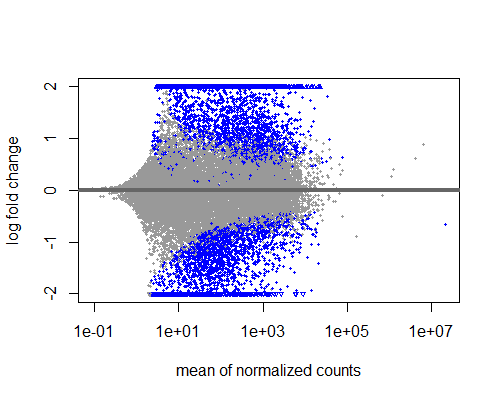 2
1
0
-1
-2
log fold change
1e-01
1e+01
1e+03
1e+05
1e+07
mean of normalized counts